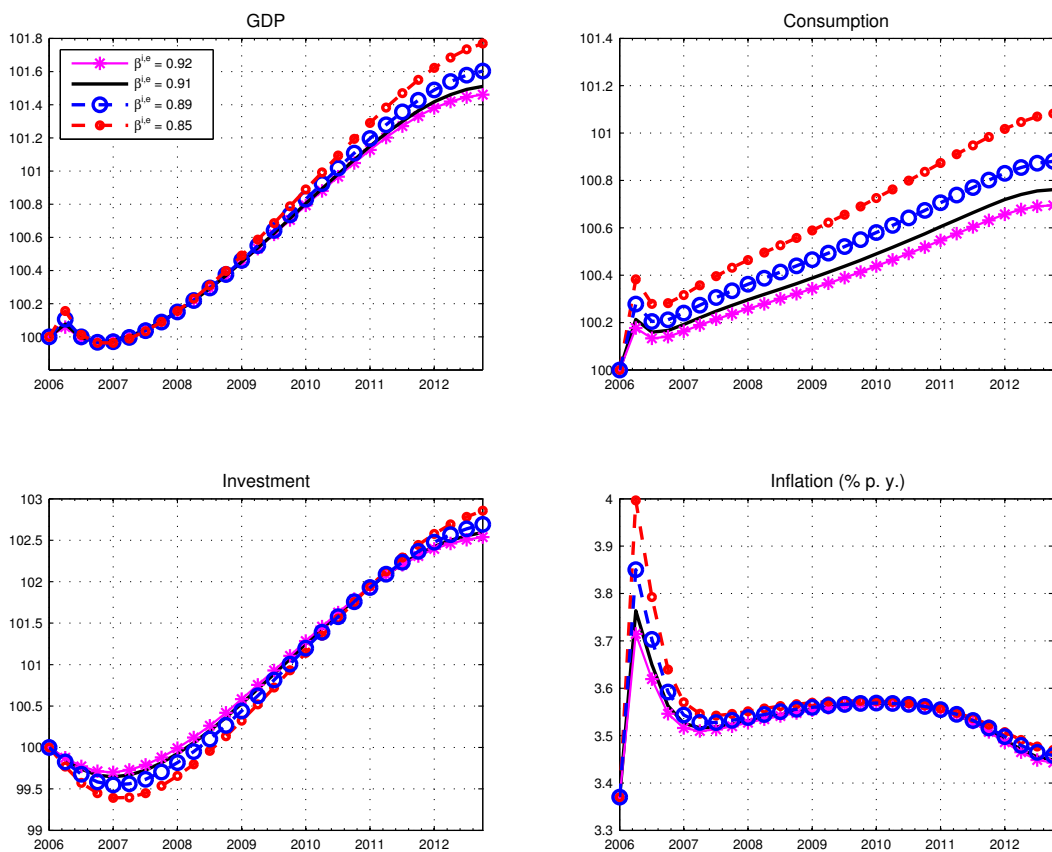 GDP
101.8
101.6
101.4
101.2
101
100.8
100.6
100.4
100.2
100
2006 2007 2008 2009 2010 2011 2012
β^i,e = 0.92
β^i,e = 0.91
β^i,e = 0.89
β^i,e = 0.85
Consumption
101.4
101.2
101
100.8
100.6
100.4
100.2
100
2006 2007 2008 2009 2010 2011 2012
Investment
103
102.5
102
101.5
101
100.5
100
99.5
99
2006 2007 2008 2009 2010 2011 2012
Inflation (% p. y.)
4
3.9
3.8
3.7
3.6
3.5
3.4
3.3
2006 2007 2008 2009 2010 2011 2012